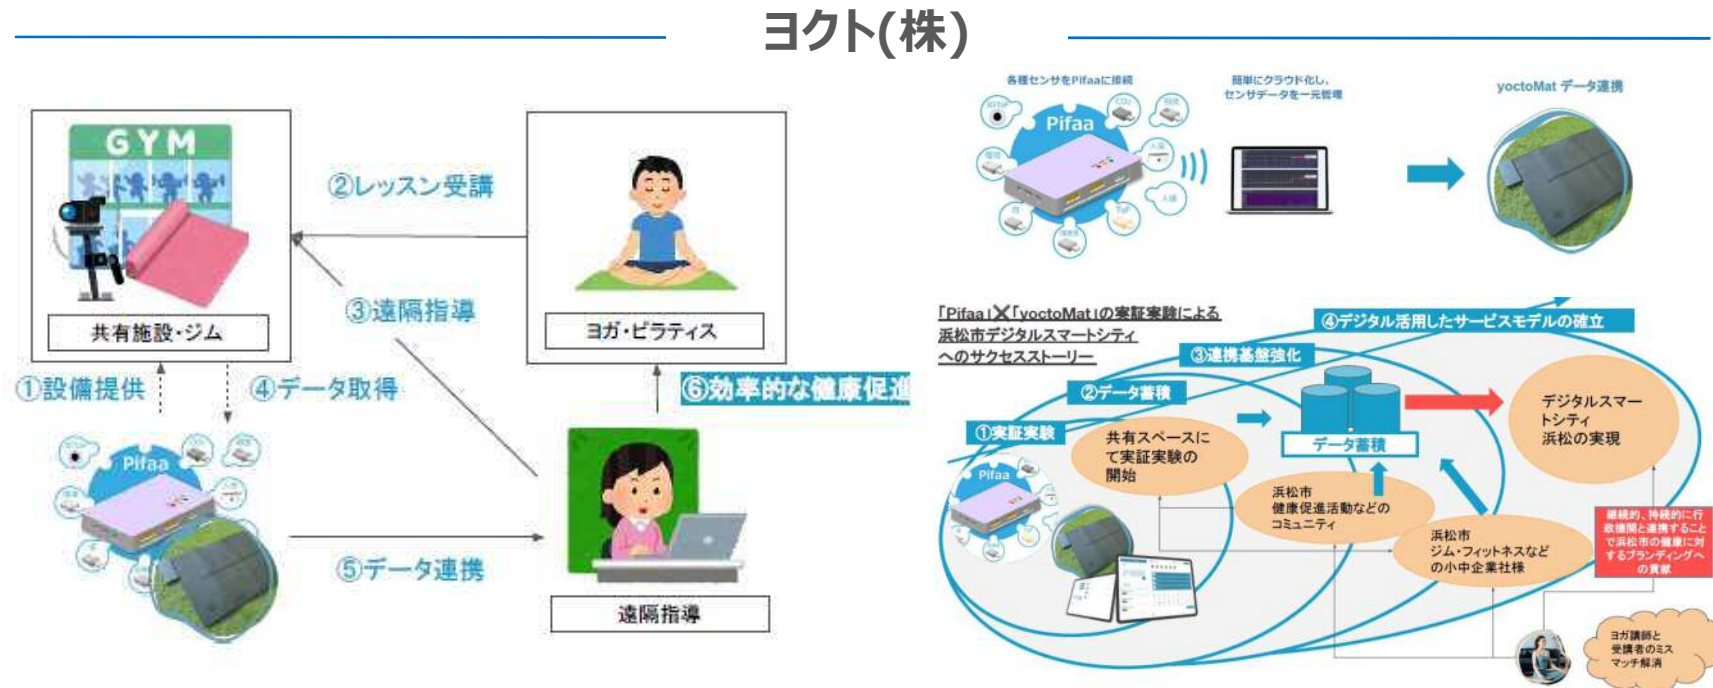 ヨクト(株)
GYM
②レッスン受講
③遠隔指導
共有施設・ジム
ヨガ・ピラティス
①設備提供
④データ取得
⑥効率的な健康促進
Pifaa
⑤データ連携
遠隔指導
各種センサをPifaaに接続
簡単にクラウド化し、
センサデータを一元管理
yoctoMat データ連携
Pifaa
CO2
人感
ToF
「Pifaa」×「yoctoMat」の実証実験による
浜松市デジタルスマートシティ
へのサクセスストーリー
④デジタル活用したサービスモデルの確立
③連携基盤強化
②データ蓄積
①実証実験
共有スペースに
て実証実験の
開始
データ蓄積
デジタルスマー
トシティ
浜松の実現
Pifaa
浜松市
健康促進活動などの
コミュニティ
浜松市
ジム・フィットネスなど
の小中企業社様
継続的、持続的に行
政機関と連携すること
で浜松市の健康に対
するブランディングへ
の貢献
ヨガ講師と
受講者のミス
マッチ解消